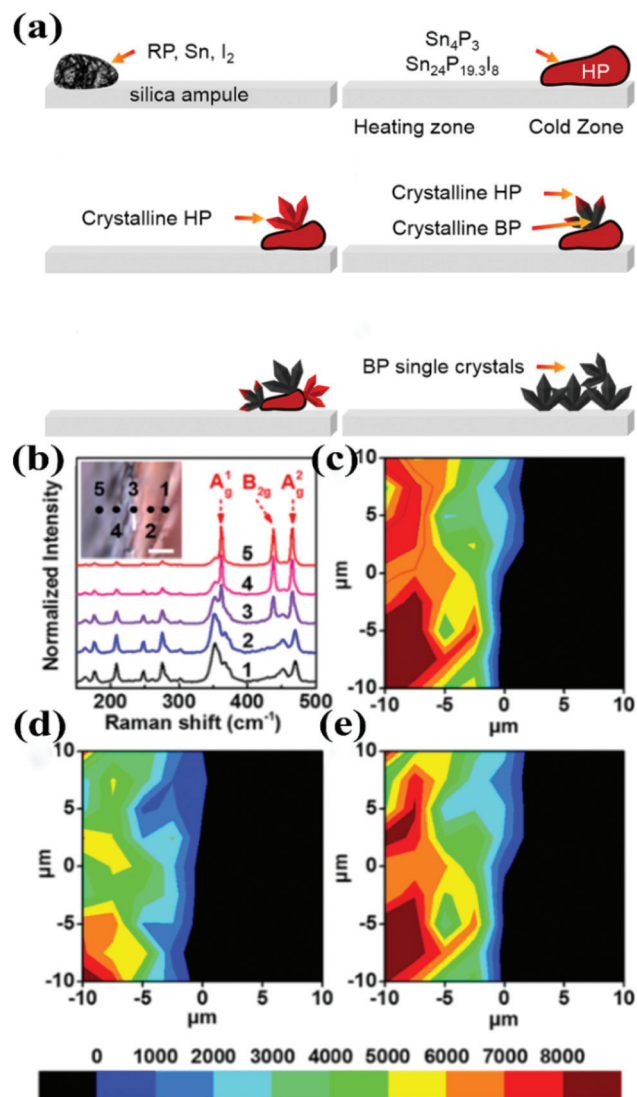 (a)
RP, Sn, I₂
silica ampule
Sn₄P₃
Sn₂₄P₁₉.₃I₈
HP
Heating zone
Cold Zone
Crystalline HP
Crystalline HP
Crystalline BP
BP single crystals
(b)
Normalized Intensity
5 3 1
4 2
A¹g B₂g A²g
5
4
3
2
1
200 300 400 500
Raman shift (cm⁻¹)
(c)
µm
10
5
0
-5
-10
-10 -5 0 5 10
µm
(d)
µm
10
5
0
-5
-10
-10 -5 0 5 10
µm
(e)
µm
10
5
0
-5
-10
-10 -5 0 5 10
µm
0 1000 2000 3000 4000 5000 6000 7000 8000